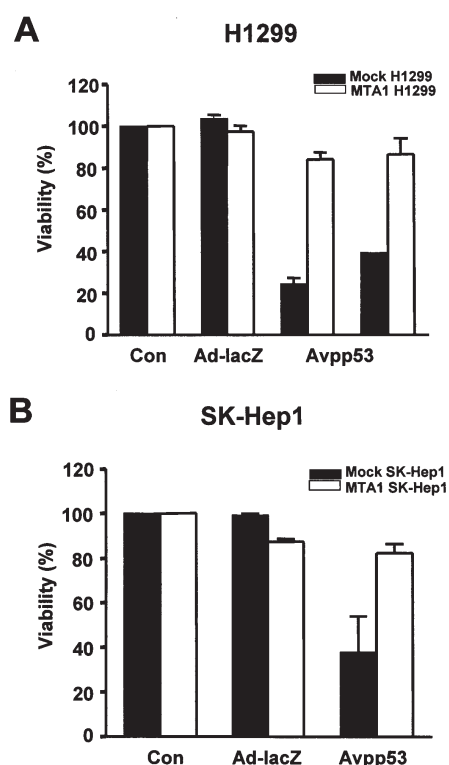 A
H1299
Mock H1299
MTA1 H1299
Viability (%)
120
100
80
60
40
20
0
Con Ad-lacZ Avpp53
B
SK-Hep1
Mock SK-Hep1
MTA1 SK-Hep1
Viability (%)
120
100
80
60
40
20
0
Con Ad-lacZ Avpp53